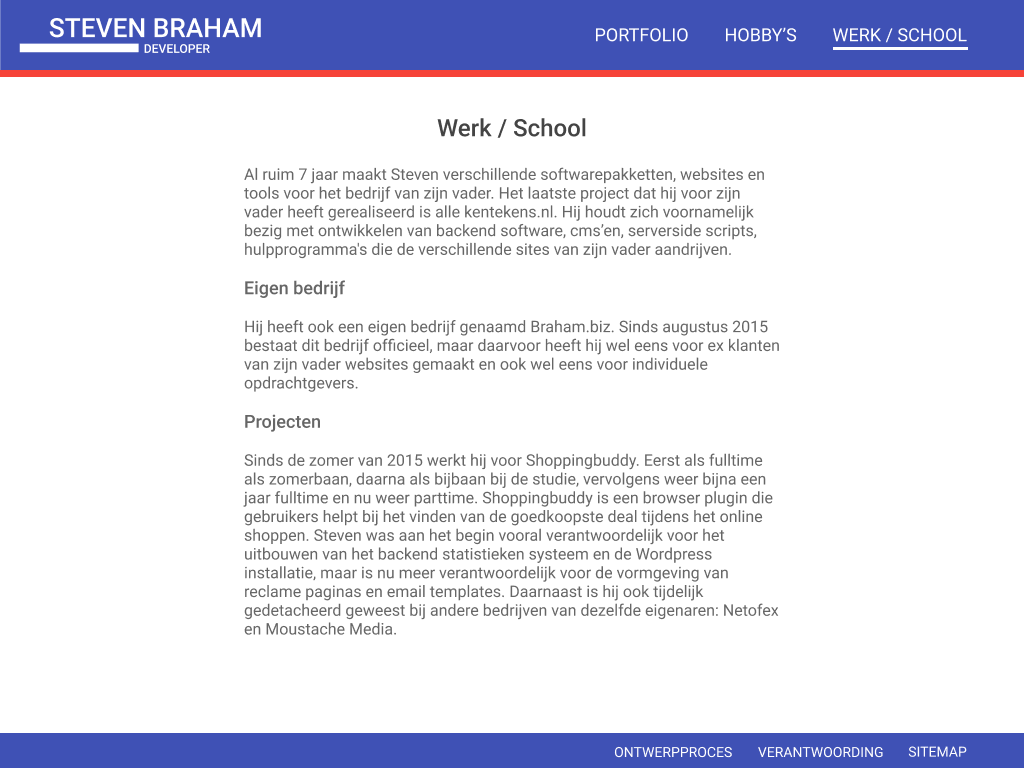 STEVEN BRAHAM
DEVELOPER
PORTFOLIO HOBBY’S WERK / SCHOOL
Werk / School
Al ruim 7 jaar maakt Steven verschillende softwarepakketten, websites en
tools voor het bedrijf van zijn vader. Het laatste project dat hij voor zijn
vader heeft gerealiseerd is alle kentekens.nl. Hij houdt zich voornamelijk
bezig met ontwikkelen van backend software, cms’en, serverside scripts,
hulpprogramma's die de verschillende sites van zijn vader aandrijven.
Eigen bedrijf
Hij heeft ook een eigen bedrijf genaamd Braham.biz. Sinds augustus 2015
bestaat dit bedrijf officieel, maar daarvoor heeft hij wel eens voor ex klanten
van zijn vader websites gemaakt en ook wel eens voor individuele
opdrachtgevers.
Projecten
Sinds de zomer van 2015 werkt hij voor Shoppingbuddy. Eerst als fulltime
als zomerbaan, daarna als bijbaan bij de studie, vervolgens weer bijna een
jaar fulltime en nu weer parttime. Shoppingbuddy is een browser plugin die
gebruikers helpt bij het vinden van de goedkoopste deal tijdens het online
shoppen. Steven was aan het begin vooral verantwoordelijk voor het
uitbouwen van het backend statistieken systeem en de Wordpress
installatie, maar is nu meer verantwoordelijk voor de vormgeving van
reclame paginas en email templates. Daarnaast is hij ook tijdelijk
gedetacheerd geweest bij andere bedrijven van dezelfde eigenaren: Netofex
en Moustache Media.
ONTWERPPROCES VERANTWOORDING SITEMAP